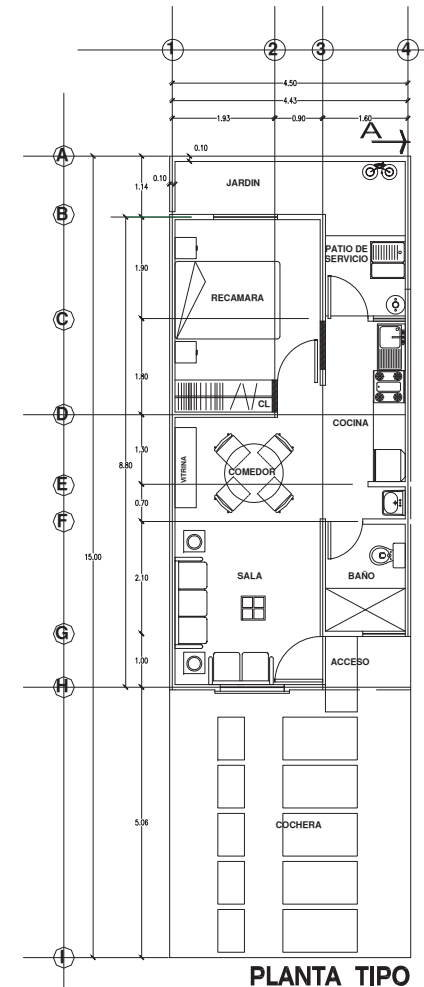 1 2 3 4
4.50
4.43
1.93 0.90 1.60
A
A
0.10
0.10
1.14
JARDIN
B
PATIO DE
SERVICIO
1.90
RECAMARA
C
1.80
CL
D
COCINA
1.30
VITRINA
COMEDOR
8.80
E
0.70
F
15.00
2.10
SALA
BAÑO
G
1.00
ACCESO
H
5.06
COCHERA
I
PLANTA TIPO